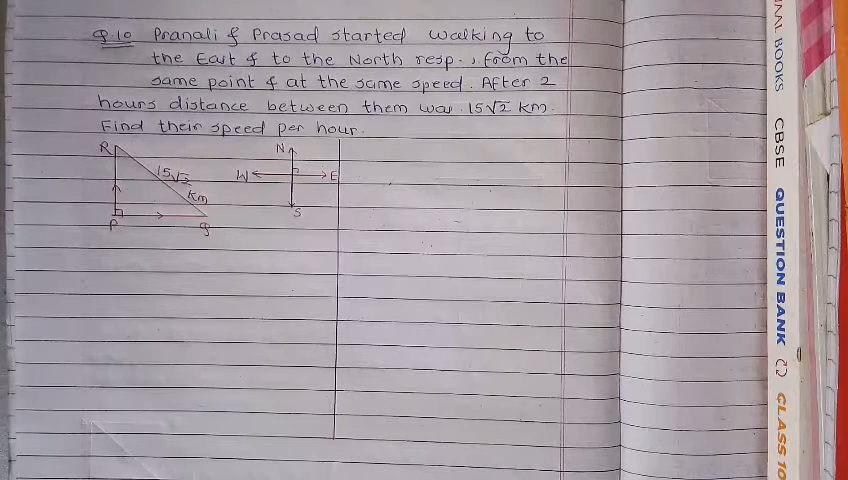 Q.10 Pranali & Prasad started walking to
the East & to the North resp., from the
same point & at the same speed. After 2
hours distance between them was 15√2 km.
Find their speed per hour.
R
15√2
km
P
Q
N
W
E
S
NAAL BOOKS CBSE QUESTION BANK CLASS 10